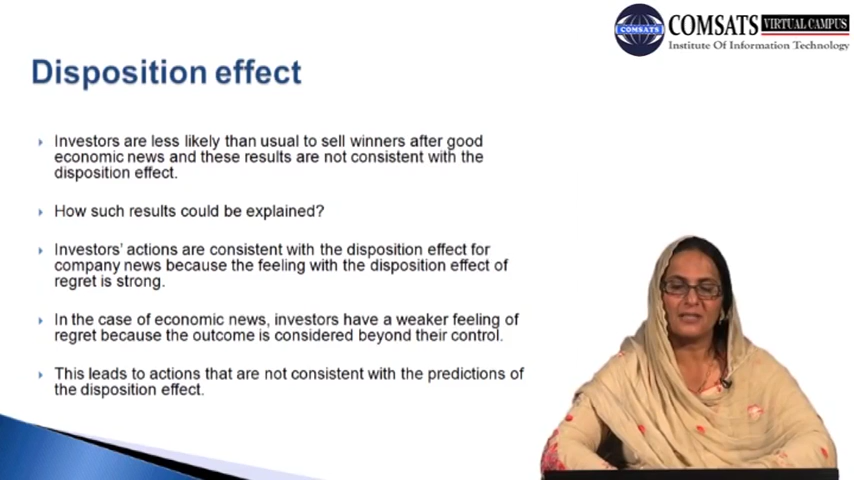 COMSATS VIRTUAL CAMPUS
COMSATS
Institute Of Information Technology
Disposition effect
Investors are less likely than usual to sell winners after good
economic news and these results are not consistent with the
disposition effect.
How such results could be explained?
Investors' actions are consistent with the disposition effect for
company news because the feeling with the disposition effect of
regret is strong.
In the case of economic news, investors have a weaker feeling of
regret because the outcome is considered beyond their control.
This leads to actions that are not consistent with the predictions of
the disposition effect.